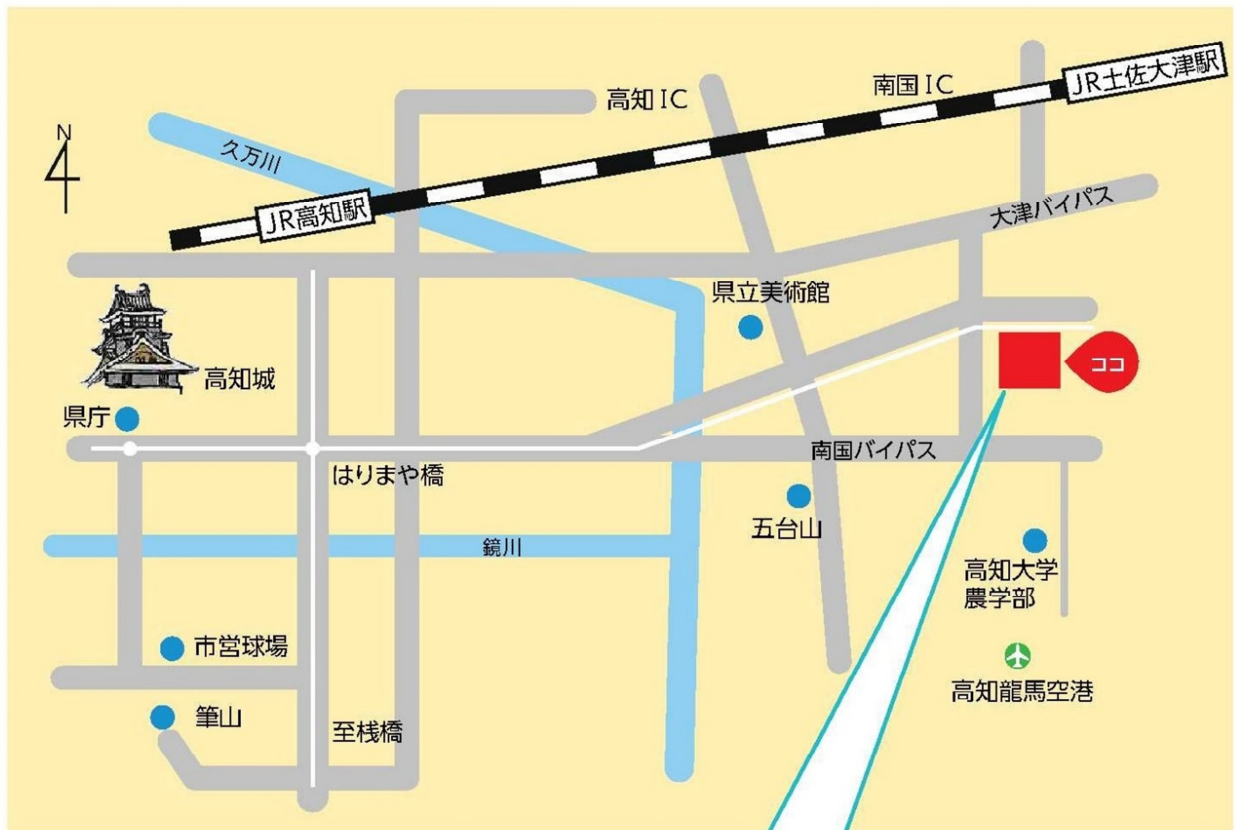 JR土佐大津駅
南国IC
高知IC
N
久万川
JR高知駅
大津バイパス
県立美術館
ココ
高知城
県庁
南国バイパス
はりまや橋
五台山
鏡川
高知大学
農学部
市営球場
高知龍馬空港
筆山
至桟橋